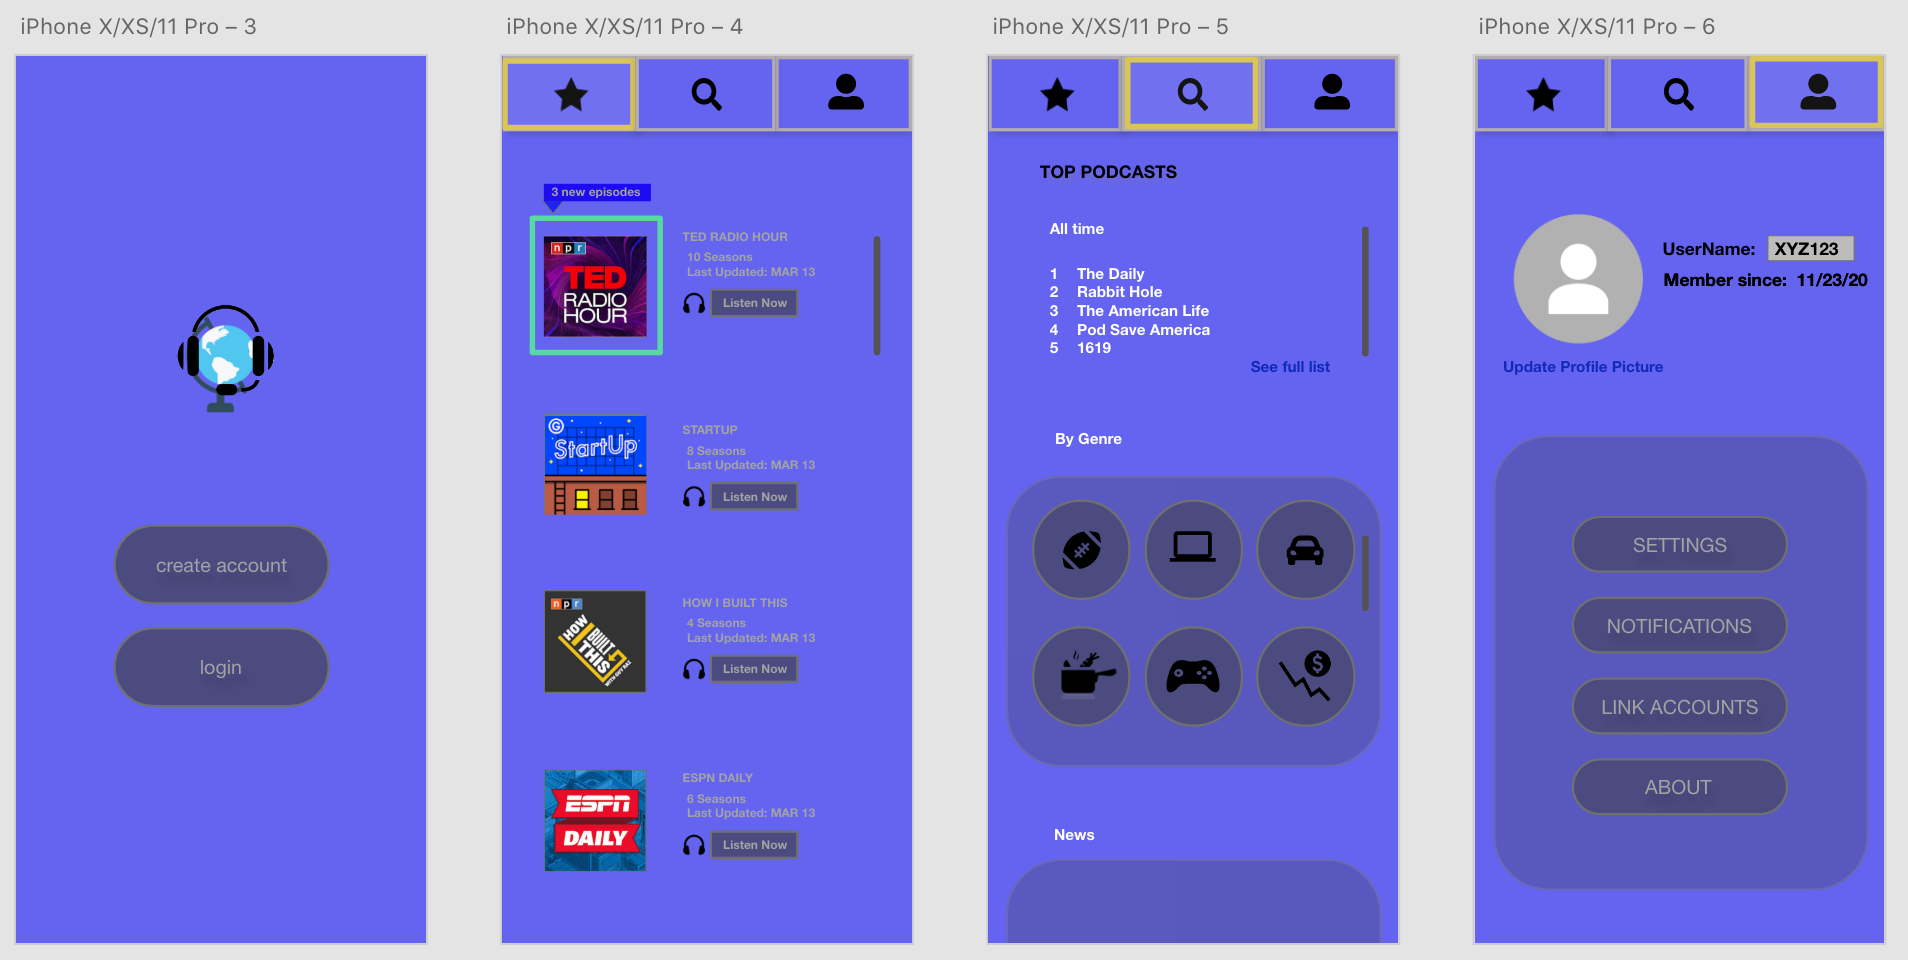 iPhone X/XS/11 Pro – 3
create account
login
iPhone X/XS/11 Pro – 4
3 new episodes
npr
TED
RADIO
HOUR
TED RADIO HOUR
10 Seasons
Last Updated: MAR 13
Listen Now
G
StartUp
STARTUP
8 Seasons
Last Updated: MAR 13
Listen Now
npr
HOW I
BUILT
THIS
WITH GUY RAZ
HOW I BUILT THIS
4 Seasons
Last Updated: MAR 13
Listen Now
ESPN
DAILY
ESPN DAILY
6 Seasons
Last Updated: MAR 13
Listen Now
iPhone X/XS/11 Pro – 5
TOP PODCASTS
All time
1 The Daily
2 Rabbit Hole
3 The American Life
4 Pod Save America
5 1619
See full list
By Genre
$
News
iPhone X/XS/11 Pro – 6
UserName: XYZ123
Member since: 11/23/20
Update Profile Picture
SETTINGS
NOTIFICATIONS
LINK ACCOUNTS
ABOUT